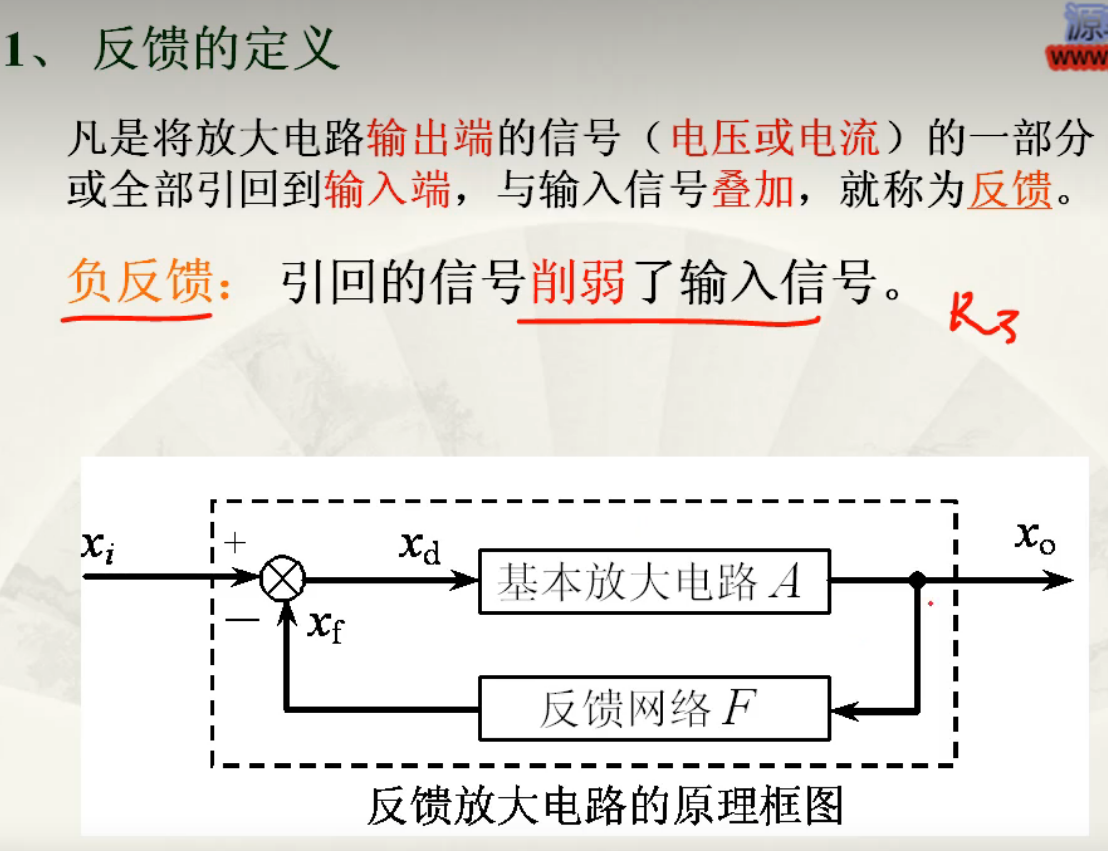 1、 反馈的定义
源
www
凡是将放大电路输出端的信号（电压或电流）的一部分
或全部引回到输入端，与输入信号叠加，就称为反馈。
负反馈： 引回的信号削弱了输入信号。
R3
xi
+
xd
基本放大电路 A
xo
—
xf
反馈网络 F
反馈放大电路的原理框图